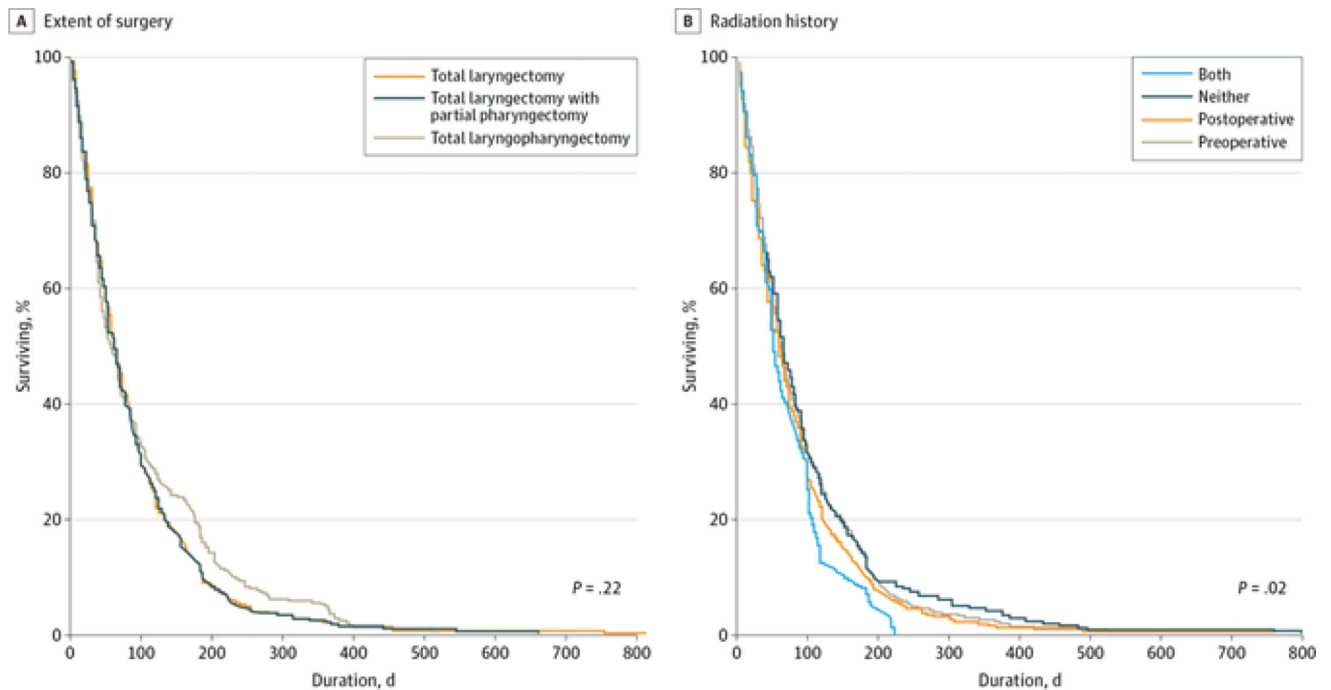 A Extent of surgery
100
80
60
40
20
0
Surviving, %
Total laryngectomy
Total laryngectomy with
partial pharyngectomy
Total laryngopharyngectomy
P = .22
0 100 200 300 400 500 600 700 800
Duration, d
B Radiation history
100
80
60
40
20
0
Surviving, %
Both
Neither
Postoperative
Preoperative
P = .02
0 100 200 300 400 500 600 700 800
Duration, d